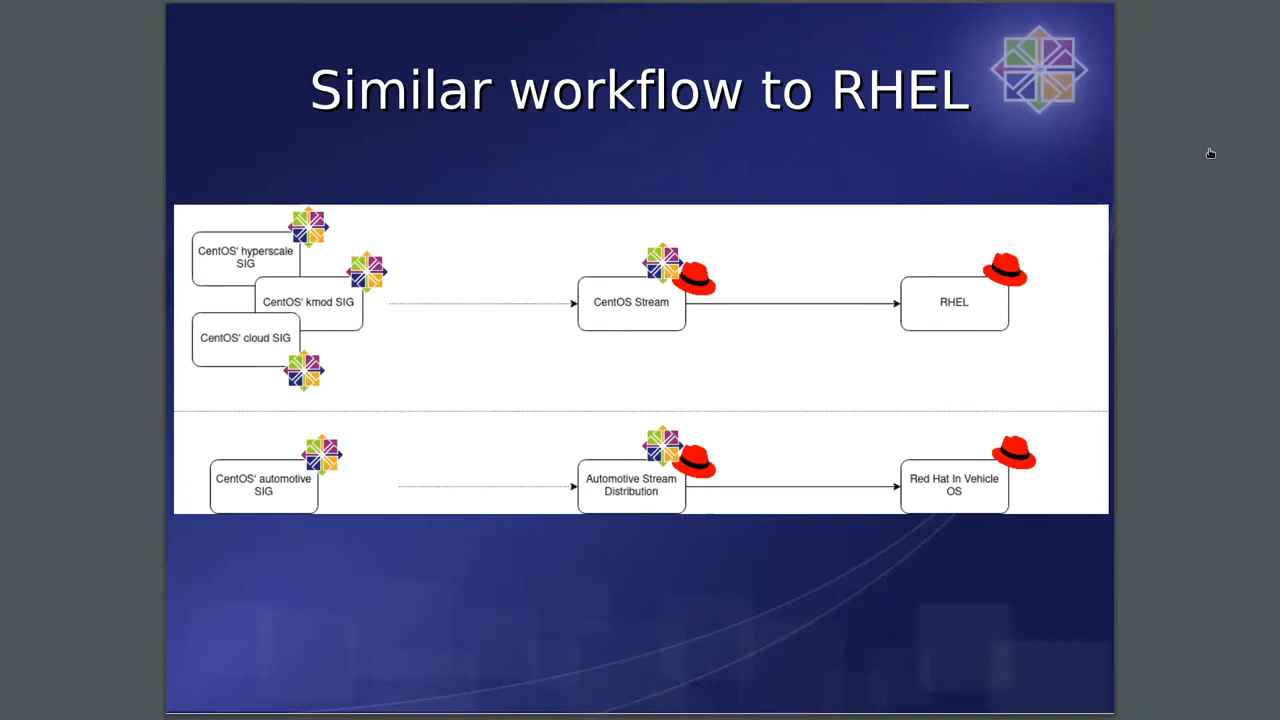 Similar workflow to RHEL
CentOS' hyperscale
SIG
CentOS' kmod SIG
CentOS' cloud SIG
CentOS Stream
RHEL
CentOS' automotive
SIG
Automotive Stream
Distribution
Red Hat In Vehicle
OS